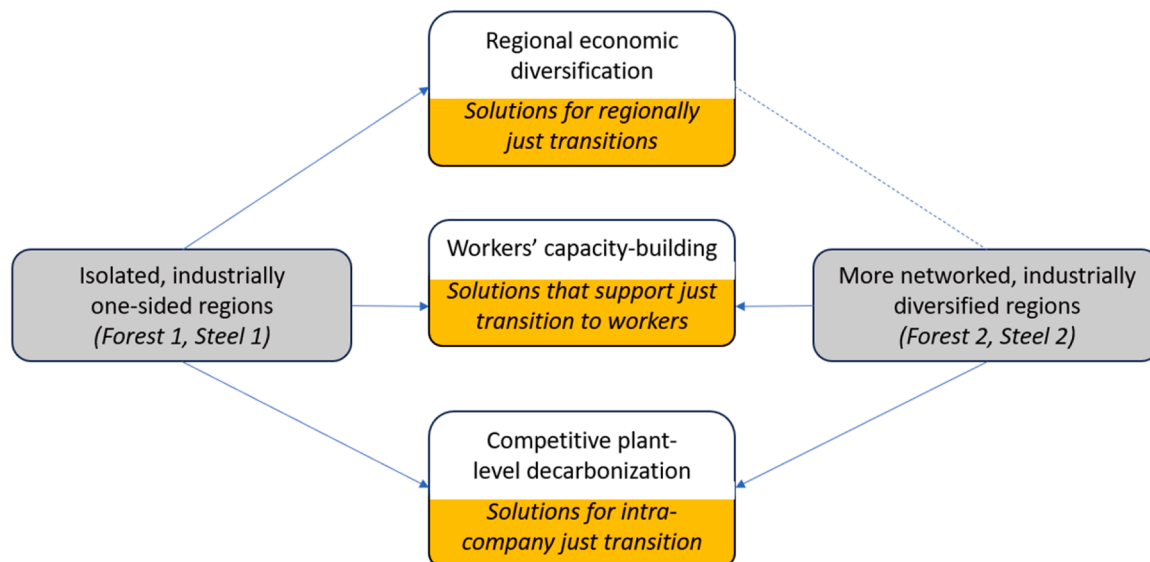 Regional economic
diversification
Solutions for regionally
just transitions
Isolated, industrially
one-sided regions
(Forest 1, Steel 1)
Workers’ capacity-building
Solutions that support just
transition to workers
More networked, industrially
diversified regions
(Forest 2, Steel 2)
Competitive plant-
level decarbonization
Solutions for intra-
company just transition